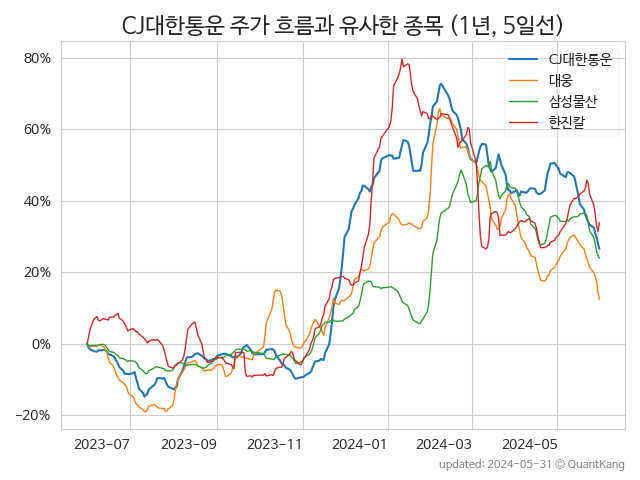 CJ대한통운 주가 흐름과 유사한 종목 (1년, 5일선)
80%
60%
40%
20%
0%
−20%
CJ대한통운
대웅
삼성물산
한진칼
2023-07
2023-09
2023-11
2024-01
2024-03
2024-05
updated: 2024-05-31 © QuantKang